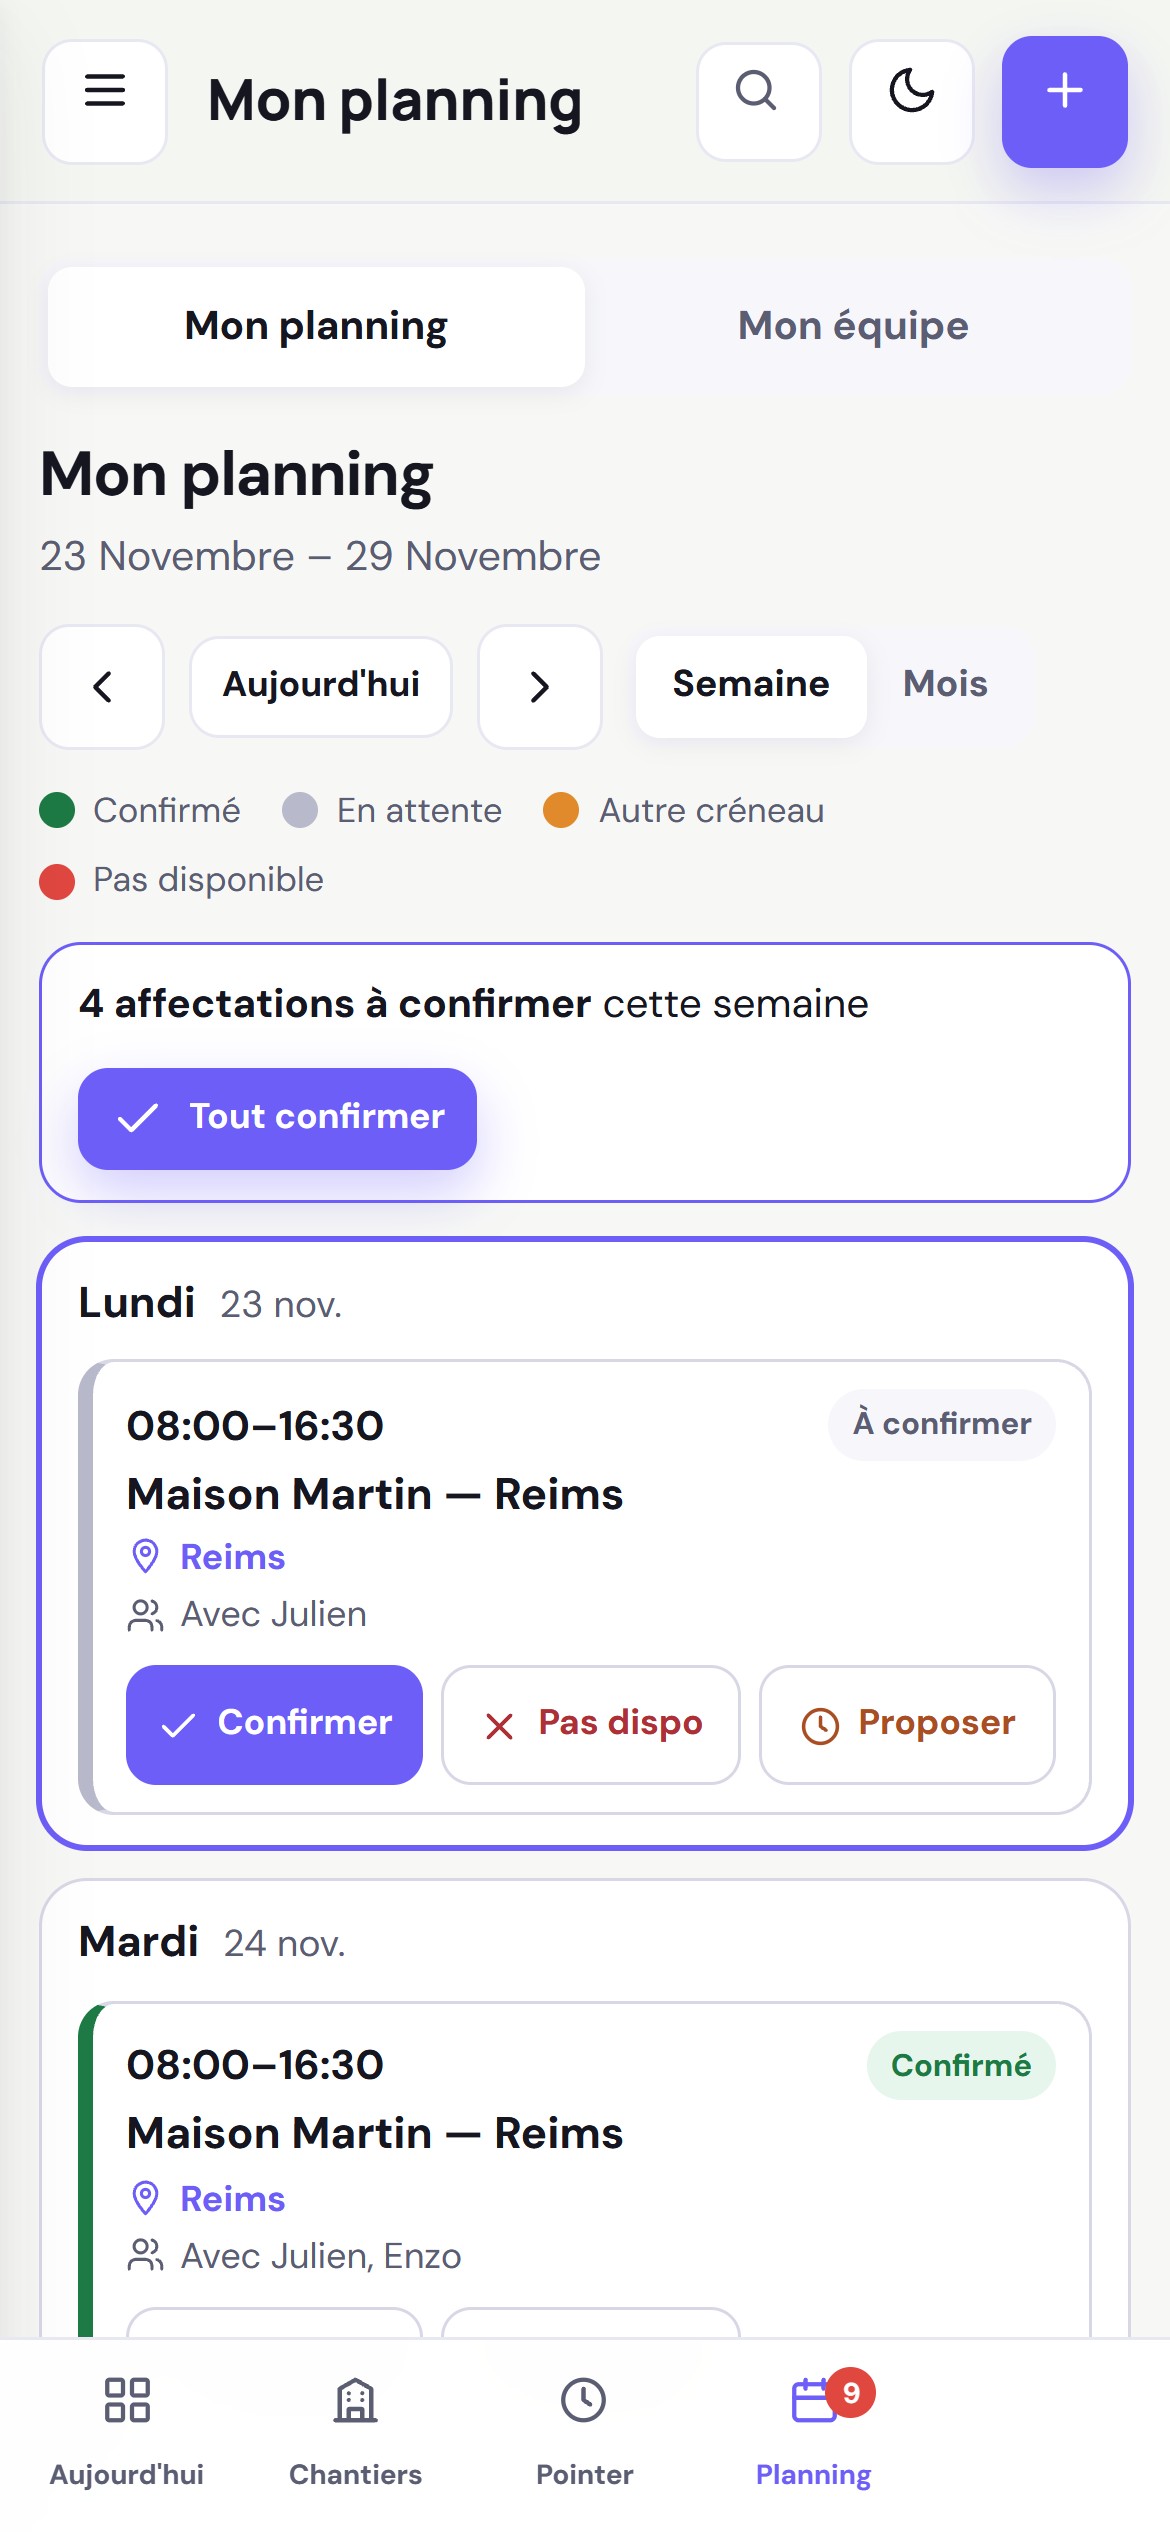 Mon planning
Mon planning
Mon équipe
Mon planning
23 Novembre – 29 Novembre
Aujourd'hui
Semaine
Mois
Confirmé
En attente
Autre créneau
Pas disponible
4 affectations à confirmer cette semaine
Tout confirmer
Lundi 23 nov.
08:00–16:30
À confirmer
Maison Martin — Reims
Reims
Avec Julien
Confirmer
Pas dispo
Proposer
Mardi 24 nov.
08:00–16:30
Confirmé
Maison Martin — Reims
Reims
Avec Julien, Enzo
9
Aujourd'hui
Chantiers
Pointer
Planning